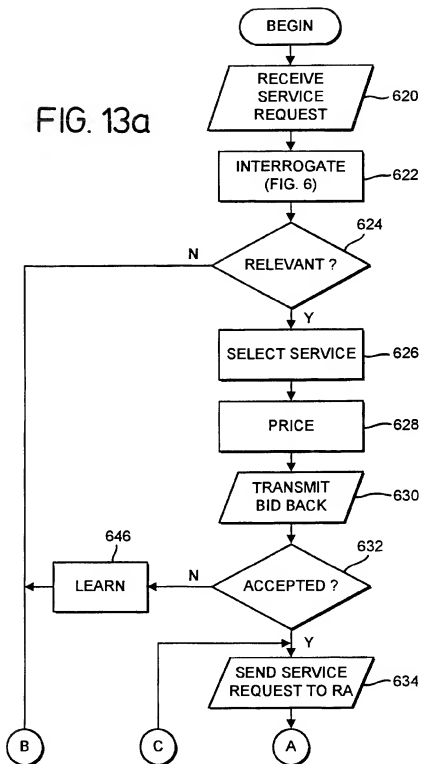 BEGIN
FIG. 13a
RECEIVE
SERVICE
REQUEST
620
INTERROGATE
(FIG. 6)
622
624
N
RELEVANT ?
Y
SELECT SERVICE
626
PRICE
628
TRANSMIT
BID BACK
630
646
632
LEARN
N
ACCEPTED ?
Y
SEND SERVICE
REQUEST TO RA
634
B
C
A